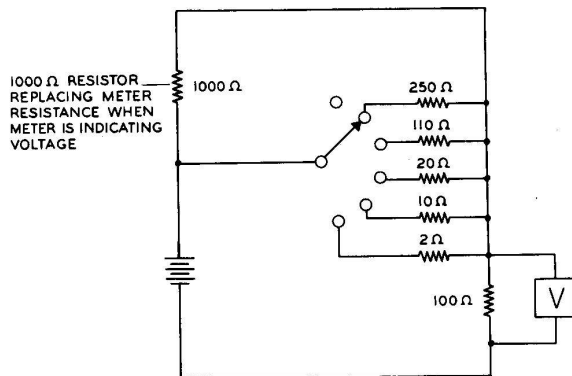 1000 Ω RESISTOR
REPLACING METER
RESISTANCE WHEN
METER IS INDICATING
VOLTAGE
1000 Ω
250 Ω
110 Ω
20 Ω
10 Ω
2 Ω
100 Ω
V